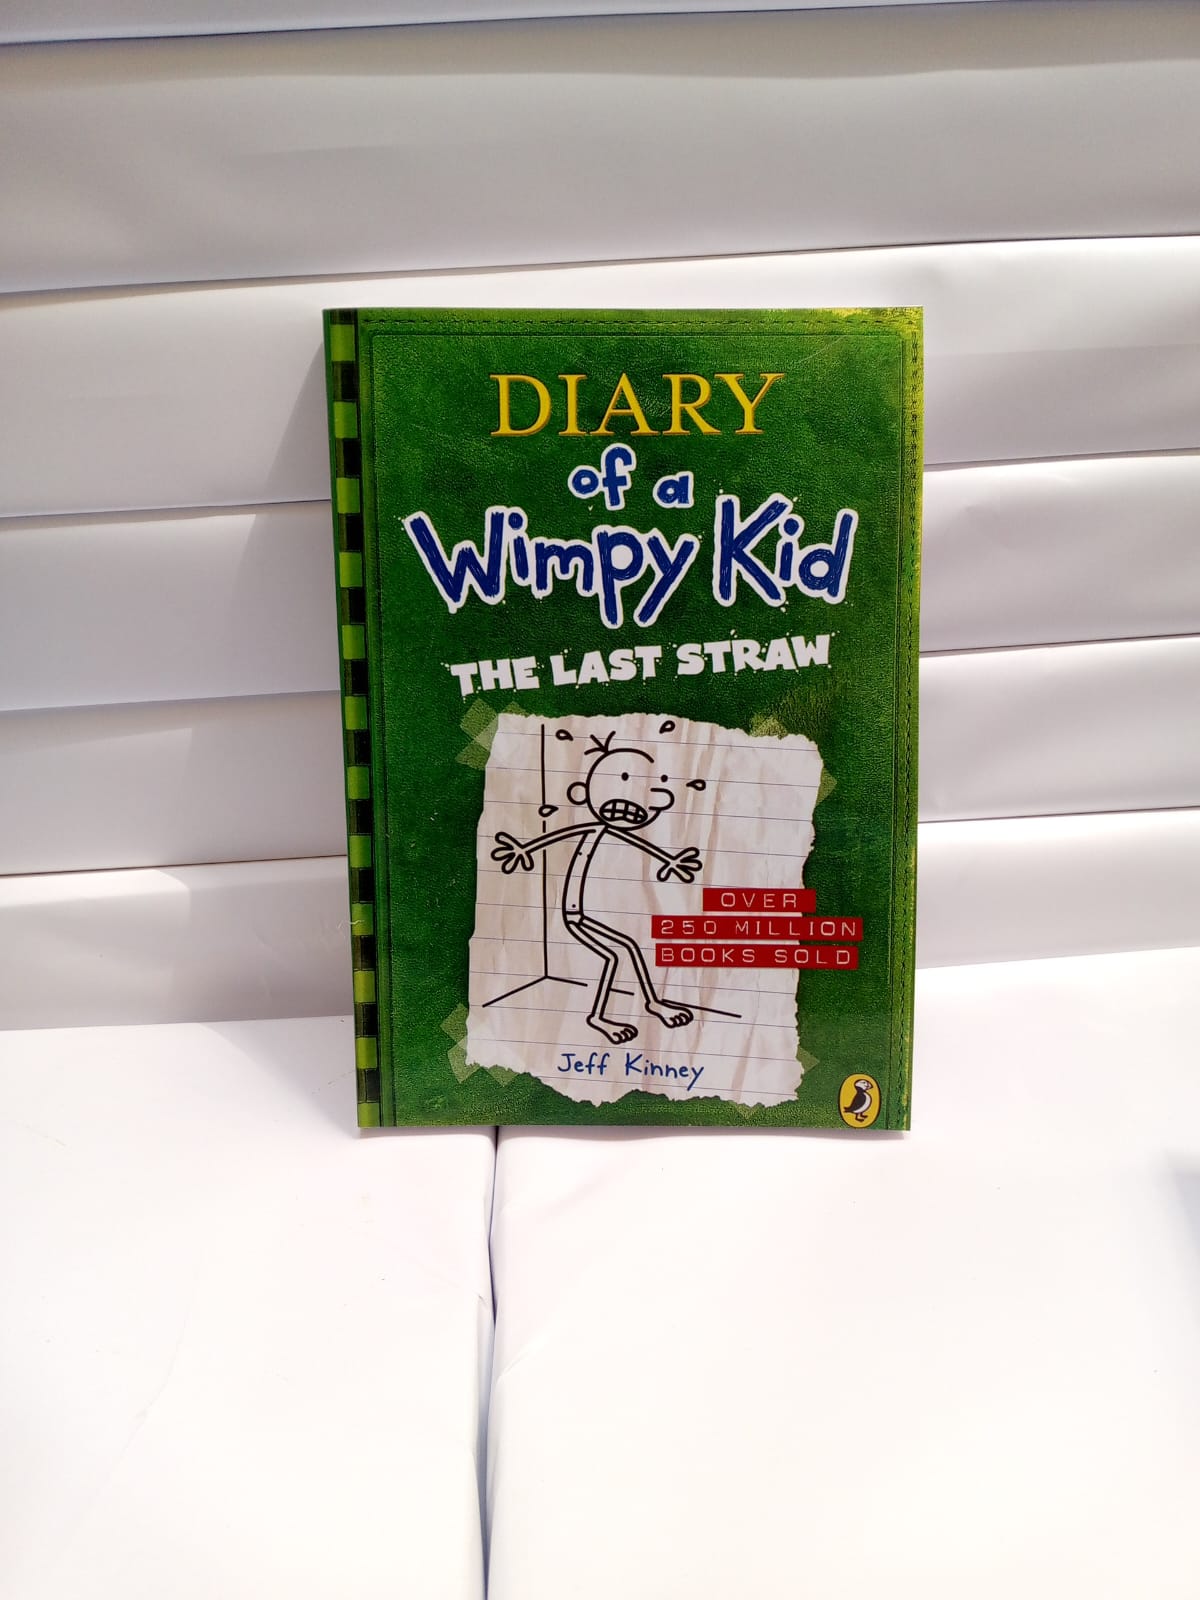 DIARY
of a
Wimpy Kid
THE LAST STRAW
OVER
250 MILLION
BOOKS SOLD
Jeff Kinney